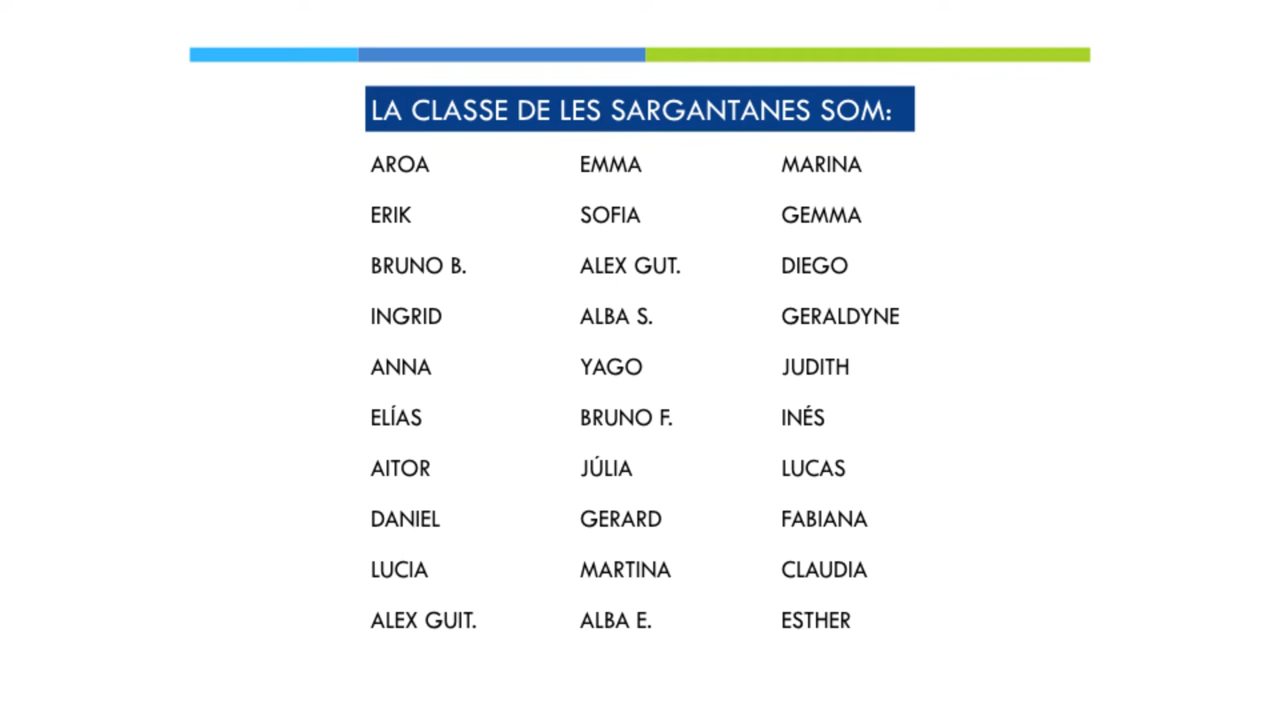 LA CLASSE DE LES SARGANTANES SOM:
AROA EMMA MARINA
ERIK SOFIA GEMMA
BRUNO B. ALEX GUT. DIEGO
INGRID ALBA S. GERALDYNE
ANNA YAGO JUDITH
ELÍAS BRUNO F. INÉS
AITOR JÚLIA LUCAS
DANIEL GERARD FABIANA
LUCIA MARTINA CLAUDIA
ALEX GUIT. ALBA E. ESTHER